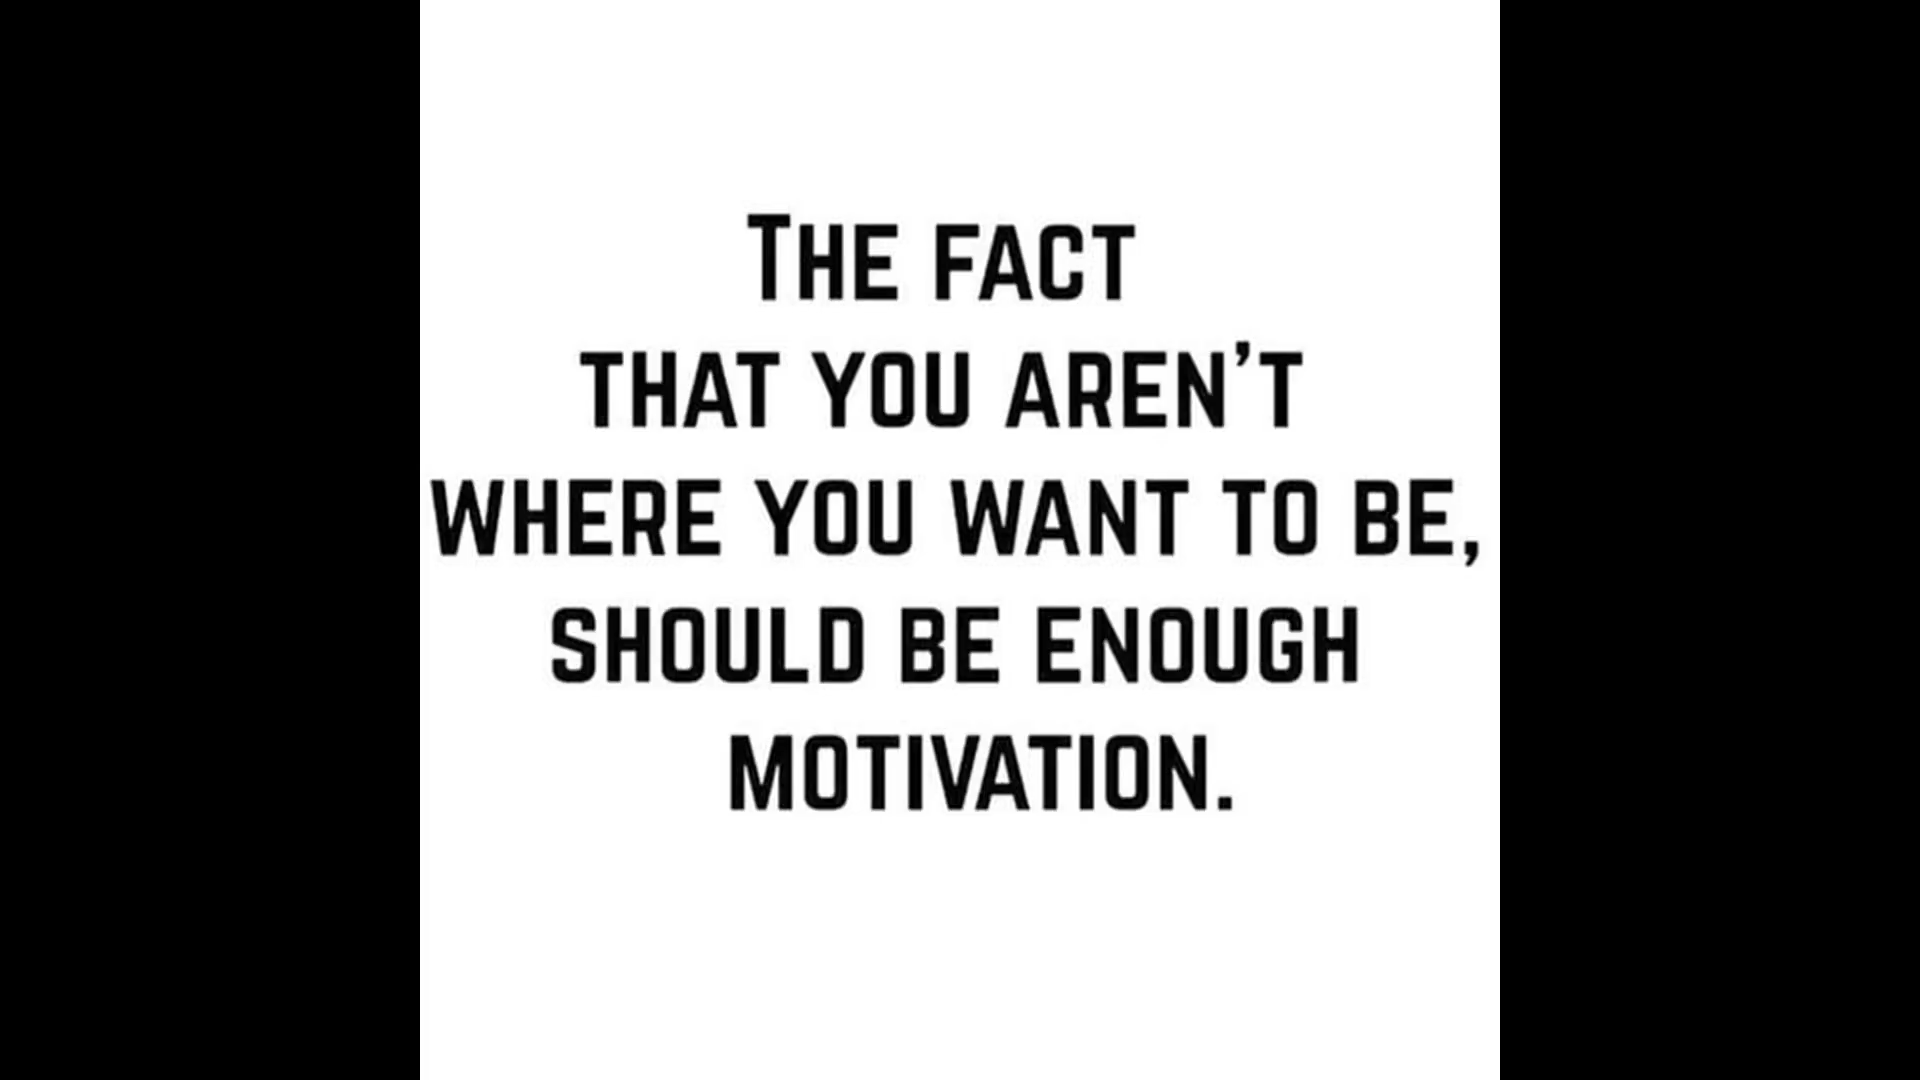 The fact
that you aren't
where you want to be,
should be enough
motivation.